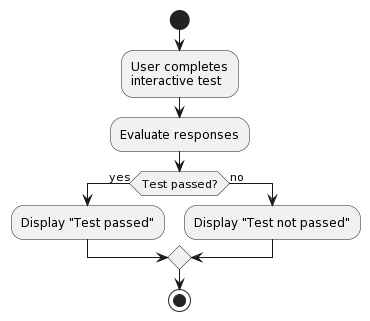 User completes
interactive test
Evaluate responses
yes
Test passed?
no
Display "Test passed"
Display "Test not passed"